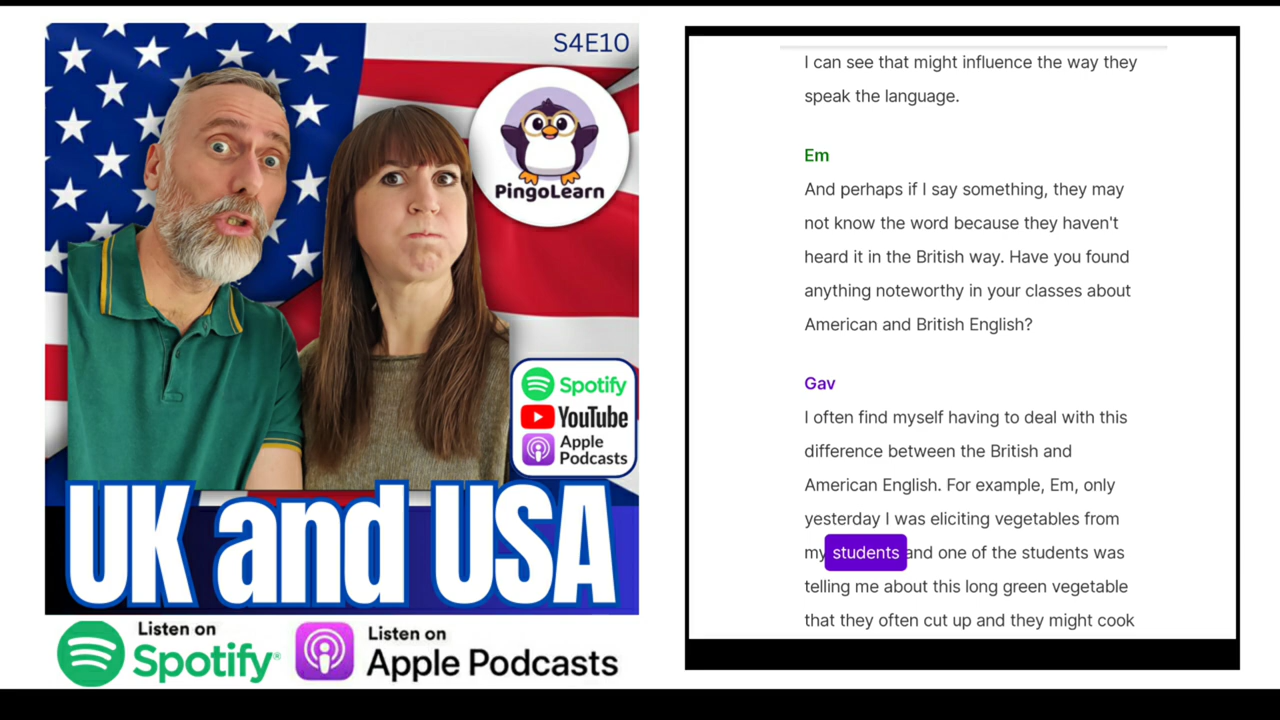 S4E10
PingoLearn
Spotify
YouTube
Apple
Podcasts
UK and USA
Listen on
Spotify
Listen on
Apple Podcasts
I can see that might influence the way they
speak the language.
Em
And perhaps if I say something, they may
not know the word because they haven't
heard it in the British way. Have you found
anything noteworthy in your classes about
American and British English?
Gav
I often find myself having to deal with this
difference between the British and
American English. For example, Em, only
yesterday I was eliciting vegetables from
my students and one of the students was
telling me about this long green vegetable
that they often cut up and they might cook